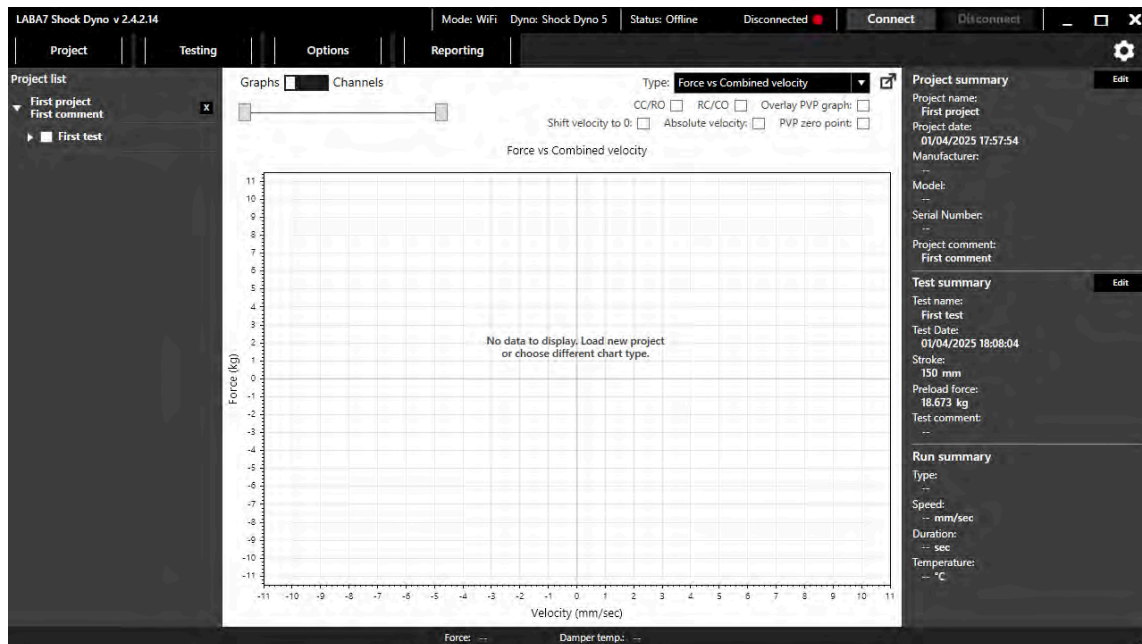 LABA7 Shock Dyno v 2.4.2.14
Mode: WiFi Dyno: Shock Dyno 5 Status: Offline Disconnected Connect Disconnect
Project Testing Options Reporting
Project list
First project
First comment
X
First test
Graphs Channels
Type: Force vs Combined velocity
CC/RO RC/CO Overlay PVP graph:
Shift velocity to 0: Absolute velocity: PVP zero point:
Force vs Combined velocity
Force (kg)
11
10
9
8
7
6
5
4
3
2
1
0
-1
-2
-3
-4
-5
-6
-7
-8
-9
-10
-11
No data to display. Load new project
or choose different chart type.
-11 -10 -9 -8 -7 -6 -5 -4 -3 -2 -1 0 1 2 3 4 5 6 7 8 9 10 11
Velocity (mm/sec)
Project summary Edit
Project name:
First project
Project date:
01/04/2025 17:57:54
Manufacturer:
--
Model:
--
Serial Number:
--
Project comment:
First comment
Test summary Edit
Test name:
First test
Test Date:
01/04/2025 18:08:04
Stroke:
150 mm
Preload force:
18.673 kg
Test comment:
--
Run summary
Type:
--
Speed:
-- mm/sec
Duration:
-- sec
Temperature:
-- °C
Force: -- Damper temp.: --